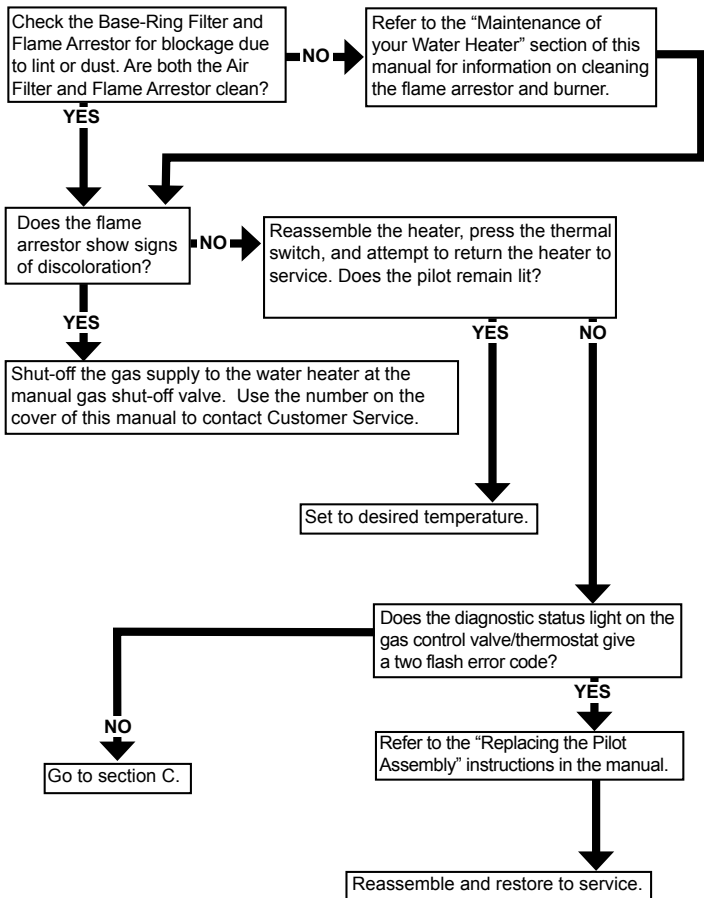 Check the Base-Ring Filter and
Flame Arrestor for blockage due
to lint or dust. Are both the Air
Filter and Flame Arrestor clean?
NO
Refer to the “Maintenance of
your Water Heater” section of this
manual for information on cleaning
the flame arrestor and burner.
YES
Does the flame
arrestor show signs
of discoloration?
NO
Reassemble the heater, press the thermal
switch, and attempt to return the heater to
service. Does the pilot remain lit?
YES
Shut-off the gas supply to the water heater at the
manual gas shut-off valve. Use the number on the
cover of this manual to contact Customer Service.
YES
NO
Set to desired temperature.
Does the diagnostic status light on the
gas control valve/thermostat give
a two flash error code?
NO
Go to section C.
YES
Refer to the “Replacing the Pilot
Assembly” instructions in the manual.
Reassemble and restore to service.